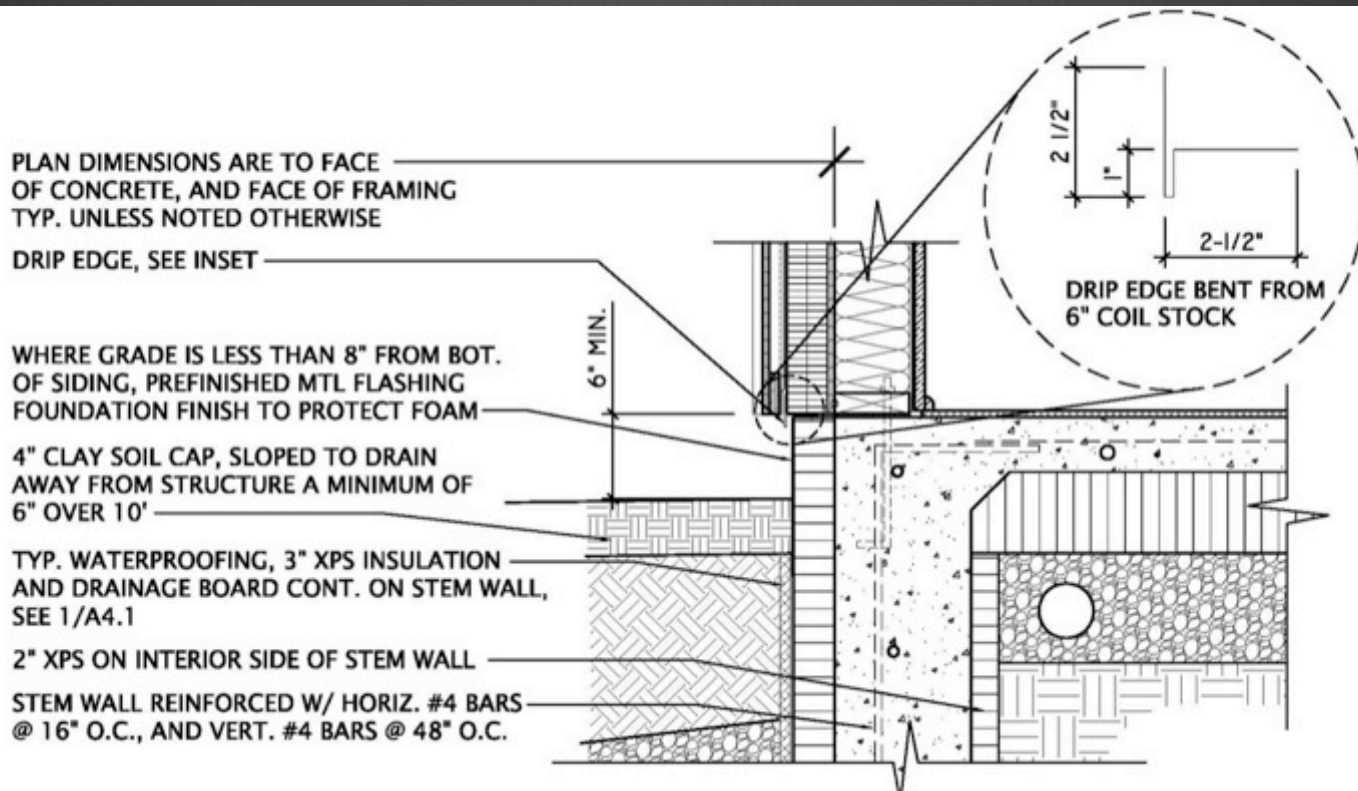 PLAN DIMENSIONS ARE TO FACE
OF CONCRETE, AND FACE OF FRAMING
TYP. UNLESS NOTED OTHERWISE
DRIP EDGE, SEE INSET
WHERE GRADE IS LESS THAN 8" FROM BOT.
OF SIDING, PREFINISHED MTL FLASHING
FOUNDATION FINISH TO PROTECT FOAM
4" CLAY SOIL CAP, SLOPED TO DRAIN
AWAY FROM STRUCTURE A MINIMUM OF
6" OVER 10'
TYP. WATERPROOFING, 3" XPS INSULATION
AND DRAINAGE BOARD CONT. ON STEM WALL,
SEE 1/A4.1
2" XPS ON INTERIOR SIDE OF STEM WALL
STEM WALL REINFORCED W/ HORIZ. #4 BARS
@ 16" O.C., AND VERT. #4 BARS @ 48" O.C.
6" MIN.
2 1/2"
1"
2-1/2"
DRIP EDGE BENT FROM
6" COIL STOCK